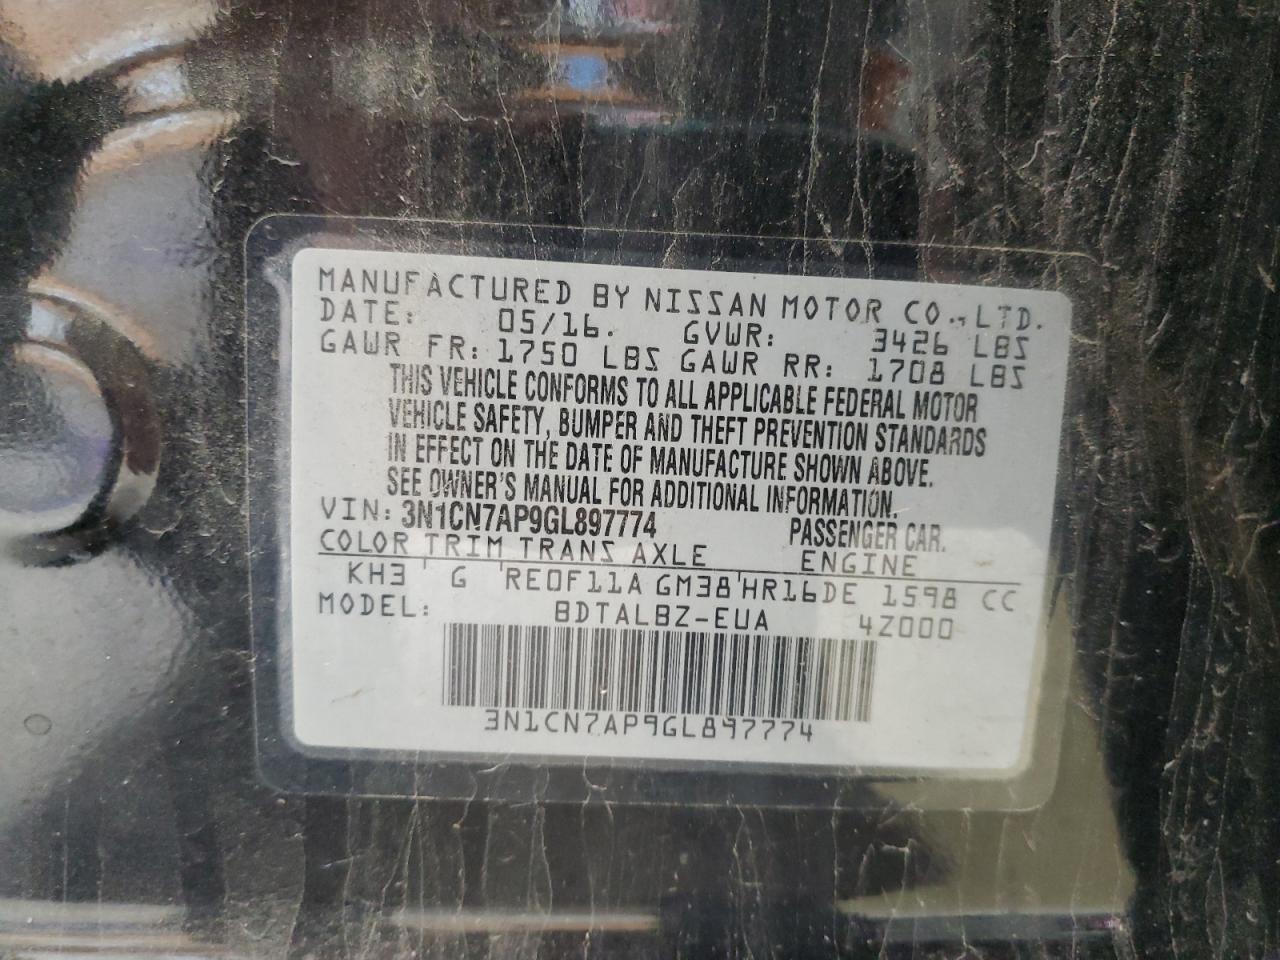 MANUFACTURED BY NISSAN MOTOR CO.,LTD.
DATE: 05/16. GVWR: 3426 LBS
GAWR FR: 1750 LBS GAWR RR: 1708 LBS
THIS VEHICLE CONFORMS TO ALL APPLICABLE FEDERAL MOTOR
VEHICLE SAFETY, BUMPER AND THEFT PREVENTION STANDARDS
IN EFFECT ON THE DATE OF MANUFACTURE SHOWN ABOVE.
SEE OWNER'S MANUAL FOR ADDITIONAL INFORMATION.
VIN: 3N1CN7AP9GL897774 PASSENGER CAR.
COLOR TRIM TRANS AXLE ENGINE
KH3 ' G 'RE0F11A GM38'HR16DE 1598 CC
MODEL: BDTALBZ-EUA 4Z000
3N1CN7AP9GL897774